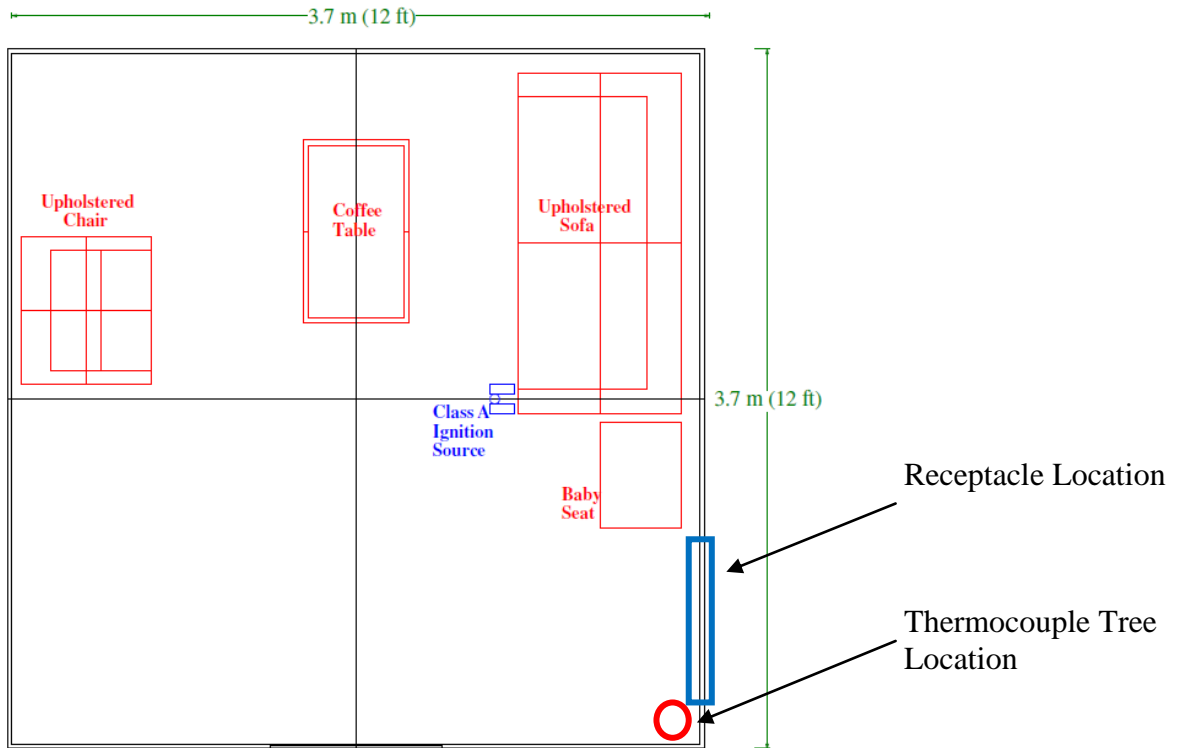 3.7 m (12 ft)
Upholstered
Chair
Coffee
Table
Upholstered
Sofa
Class A
Ignition
Source
3.7 m (12 ft)
Baby
Seat
Receptacle Location
Thermocouple Tree
Location